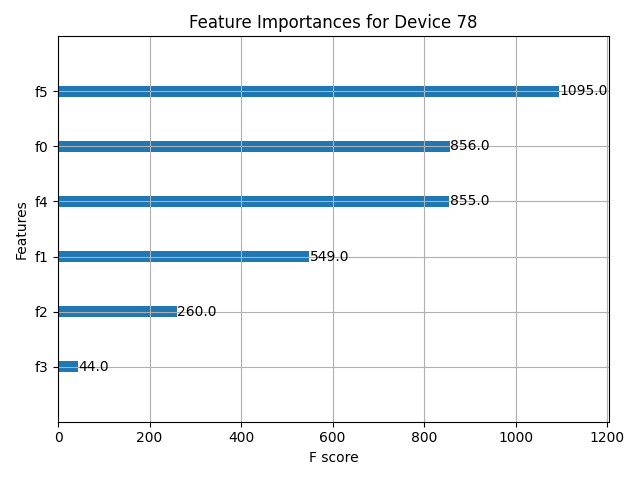 Feature Importances for Device 78
Features
f5
1095.0
f0
856.0
f4
855.0
f1
549.0
f2
260.0
f3
44.0
0 200 400 600 800 1000 1200
F score